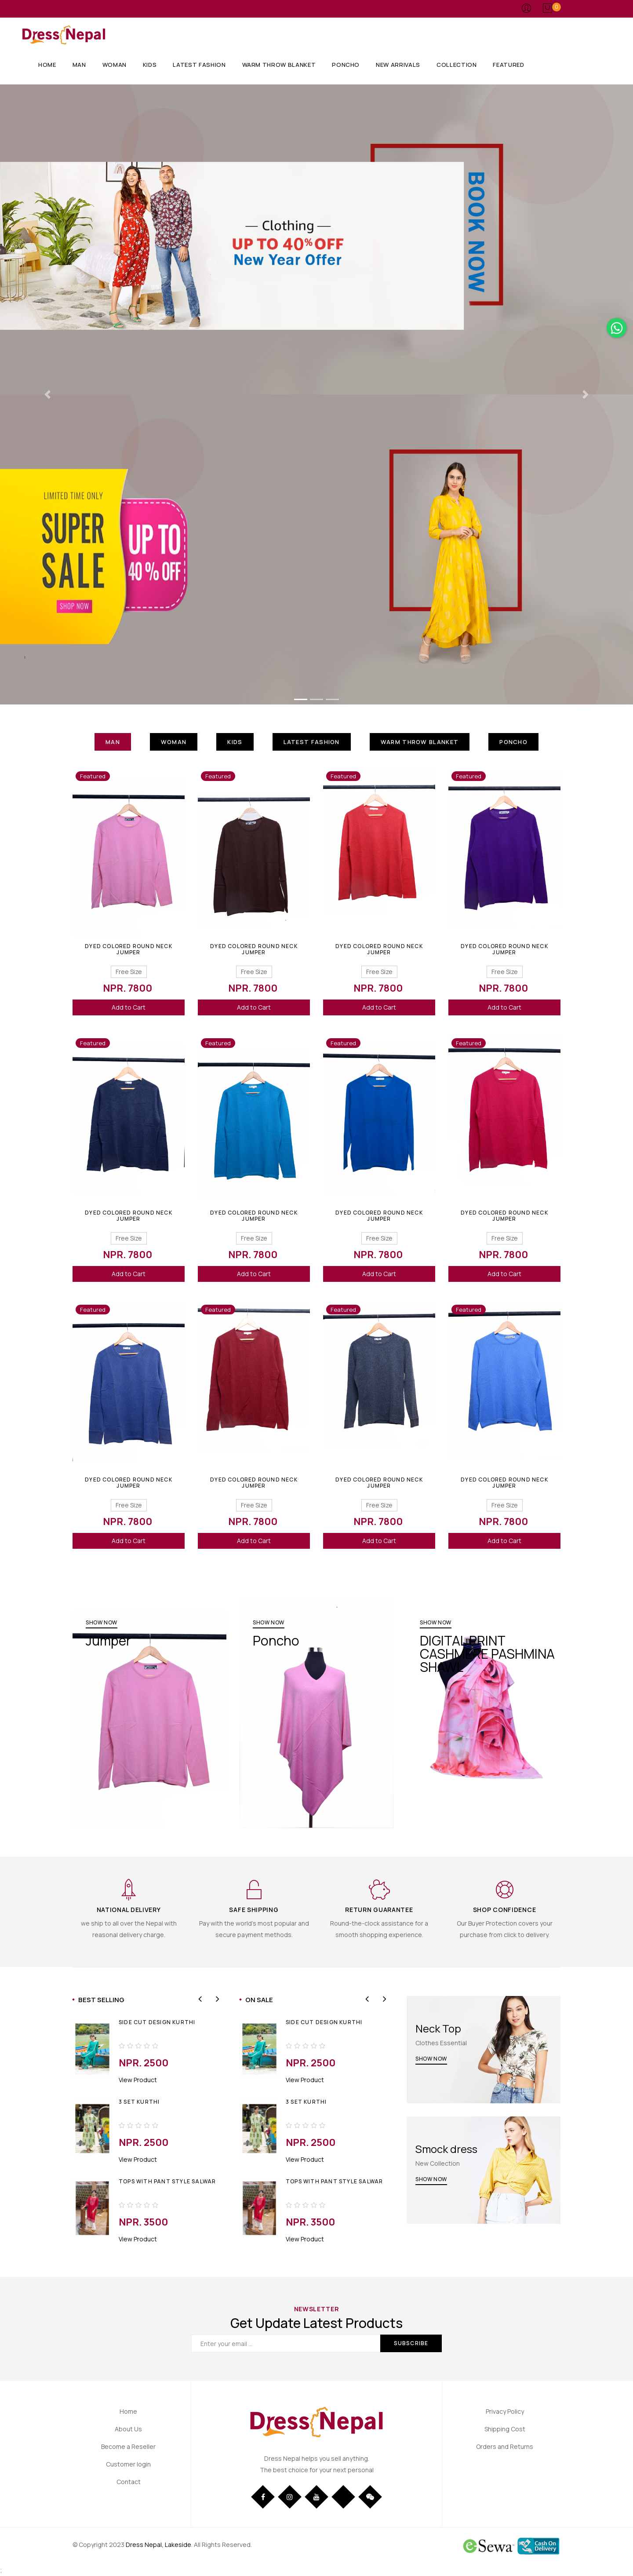 0
Dress Nepal
HOME MAN WOMAN KIDS LATEST FASHION WARM THROW BLANKET PONCHO NEW ARRIVALS COLLECTION FEATURED
Clothing
UP TO 40% OFF
New Year Offer
BOOK NOW
LIMITED TIME ONLY
SUPER
SALE
SHOP NOW
UP TO
40 % OFF
MAN WOMAN KIDS LATEST FASHION WARM THROW BLANKET PONCHO
Featured Featured Featured Featured
DYED COLORED ROUND NECK JUMPER DYED COLORED ROUND NECK JUMPER DYED COLORED ROUND NECK JUMPER DYED COLORED ROUND NECK JUMPER
Free Size Free Size Free Size Free Size
NPR. 7800 NPR. 7800 NPR. 7800 NPR. 7800
Add to Cart Add to Cart Add to Cart Add to Cart
Featured Featured Featured Featured
DYED COLORED ROUND NECK JUMPER DYED COLORED ROUND NECK JUMPER DYED COLORED ROUND NECK JUMPER DYED COLORED ROUND NECK JUMPER
Free Size Free Size Free Size Free Size
NPR. 7800 NPR. 7800 NPR. 7800 NPR. 7800
Add to Cart Add to Cart Add to Cart Add to Cart
Featured Featured Featured Featured
DYED COLORED ROUND NECK JUMPER DYED COLORED ROUND NECK JUMPER DYED COLORED ROUND NECK JUMPER DYED COLORED ROUND NECK JUMPER
Free Size Free Size Free Size Free Size
NPR. 7800 NPR. 7800 NPR. 7800 NPR. 7800
Add to Cart Add to Cart Add to Cart Add to Cart
SHOW NOW
Jumper
SHOW NOW
Poncho
SHOW NOW
DIGITAL PRINT
CASHMERE PASHMINA
NATIONAL DELIVERY
we ship to all over the Nepal with
reasonal delivery charge.
SAFE SHIPPING
Pay with the world's most popular and
secure payment methods.
RETURN GUARANTEE
Round-the-clock assistance for a
smooth shopping experience.
SHOP CONFIDENCE
Our Buyer Protection covers your
purchase from click to delivery
BEST SELLING
SIDE CUT DESIGN KURTHI
NPR. 2500
View Product
3 SET KURTHI
NPR. 2500
View Product
TOPS WITH PANT STYLE SALWAR
NPR. 3500
View Product
ON SALE
SIDE CUT DESIGN KURTHI
NPR. 2500
View Product
3 SET KURTHI
NPR. 2500
View Product
TOPS WITH PANT STYLE SALWAR
NPR. 3500
View Product
Neck Top
Clothes Essential
SHOW NOW
Smock dress
New Collection
SHOW NOW
NEWSLETTER
Get Update Latest Products
Enter your email... SUBSCRIBE
Home
About Us
Become a Reseller
Customer login
Contact
Dress Nepal
Dress Nepal helps you sell anything.
The best choice for your next personal
Privacy Policy
Shipping Cost
Orders and Returns
© Copyright 2023 Dress Nepal, Lakeside. All Rights Reserved.
eSewa
Cash On
Delivery